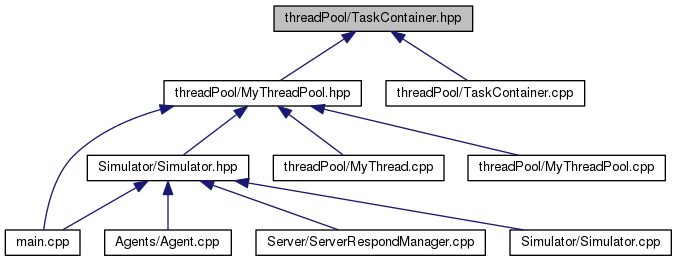 threadPool/TaskContainer.hpp
threadPool/MyThreadPool.hpp
threadPool/TaskContainer.cpp
Simulator/Simulator.hpp
threadPool/MyThread.cpp
threadPool/MyThreadPool.cpp
main.cpp
Agents/Agent.cpp
Server/ServerRespondManager.cpp
Simulator/Simulator.cpp